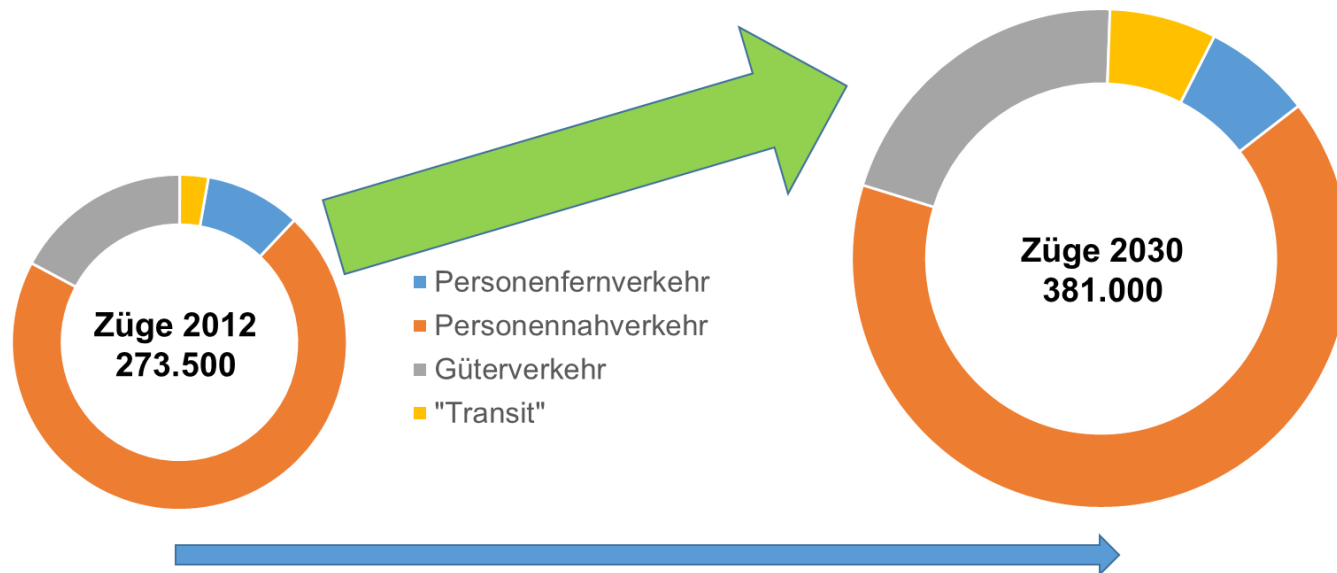 Züge 2012
273.500
Personenfernverkehr
Personennahverkehr
Güterverkehr
"Transit"
Züge 2030
381.000